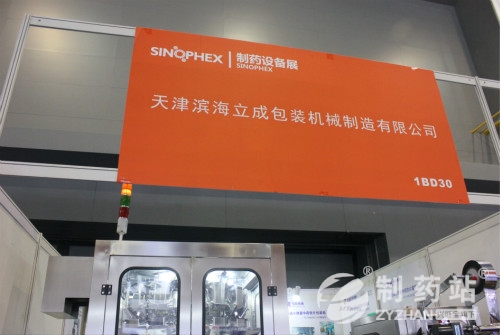 SINOPHEX 制药设备展
SINOPHEX
天津滨海立成包装机械制造有限公司
1BD30
制药站®
ZYZHAN.COM